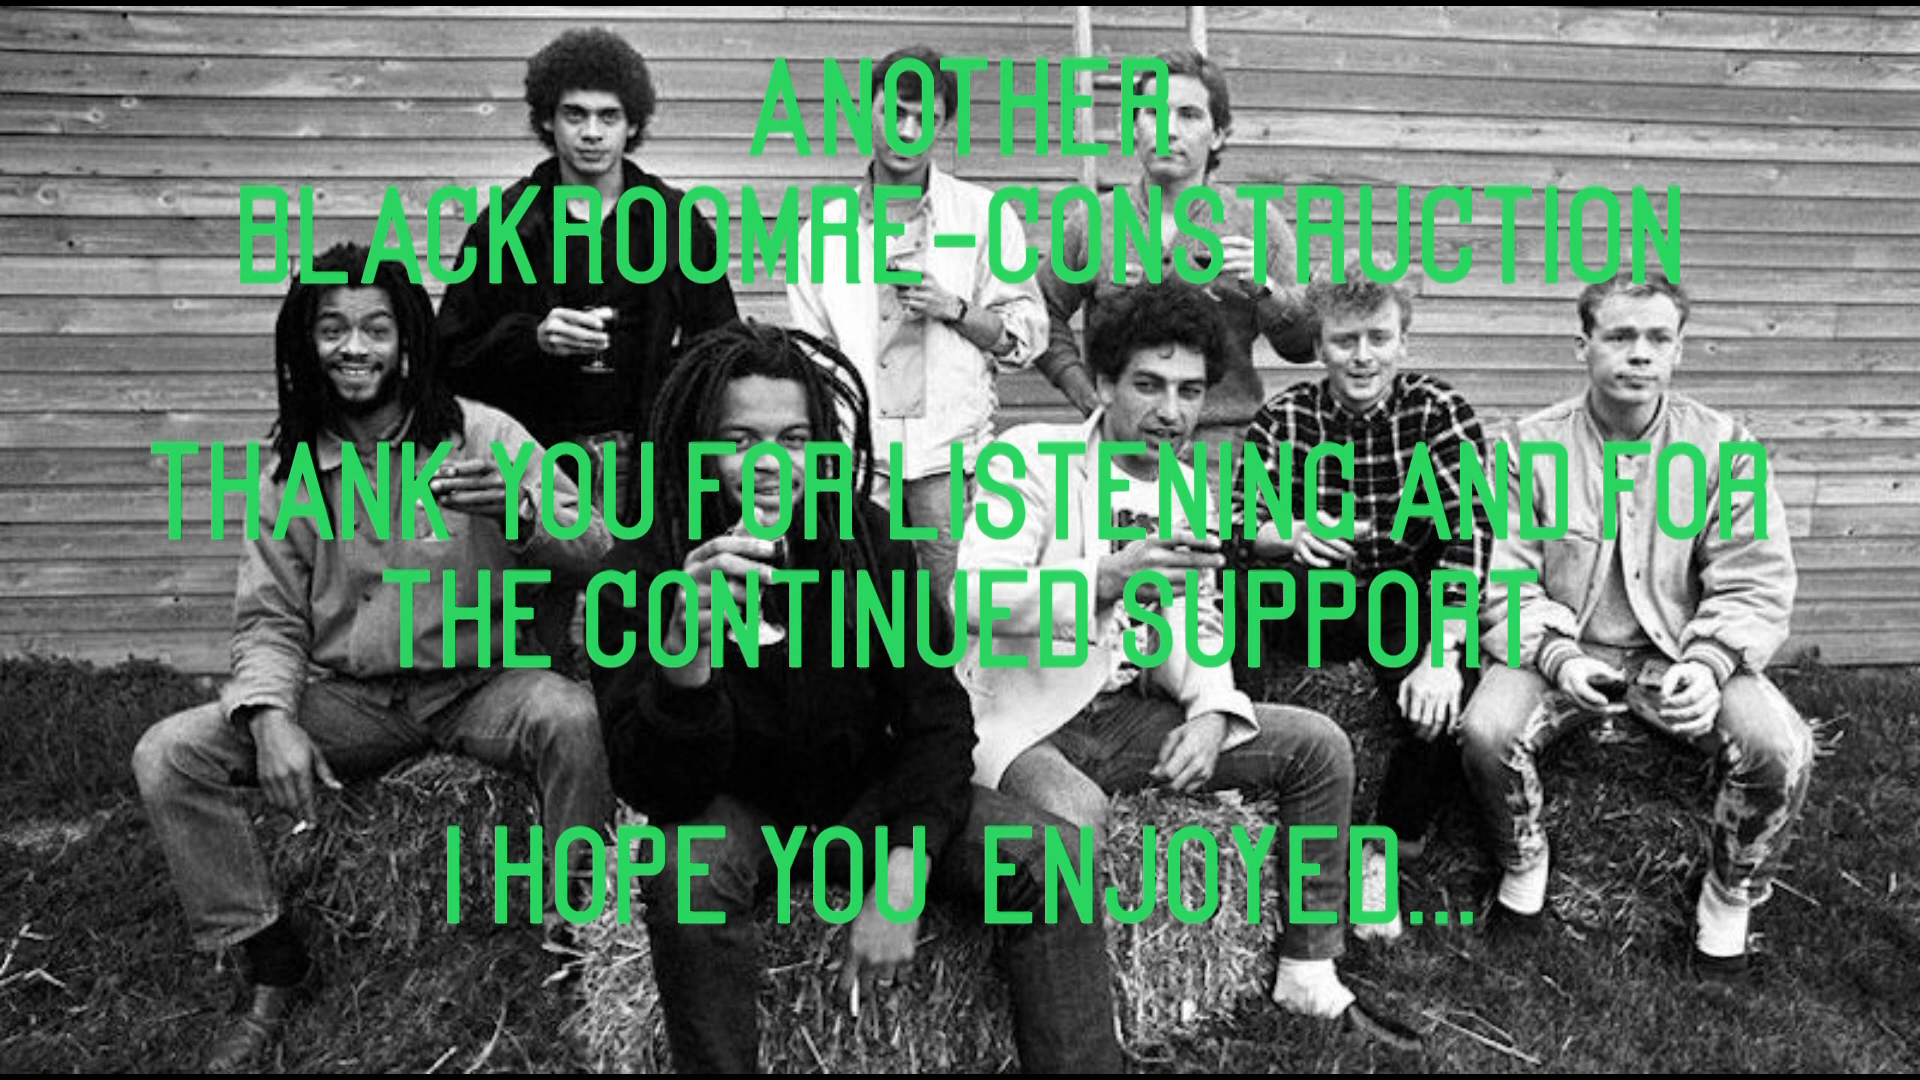 ANOTHER
BLACKROOMRE-CONSTRUCTION
THANK YOU FOR LISTENING AND FOR
THE CONTINUED SUPPORT
I HOPE YOU ENJOYED...